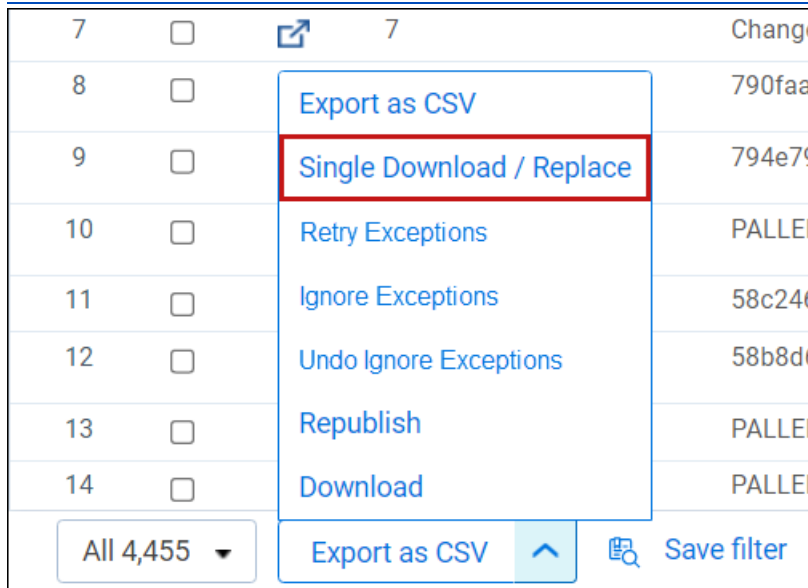 7 7 Change
8 790faa
Export as CSV
9 794e79
Single Download / Replace
10 PALLE
Retry Exceptions
11 58c246
Ignore Exceptions
12 58b8d
Undo Ignore Exceptions
13 PALLE
Republish
14 PALLE
Download
All 4,455 Export as CSV Save filter